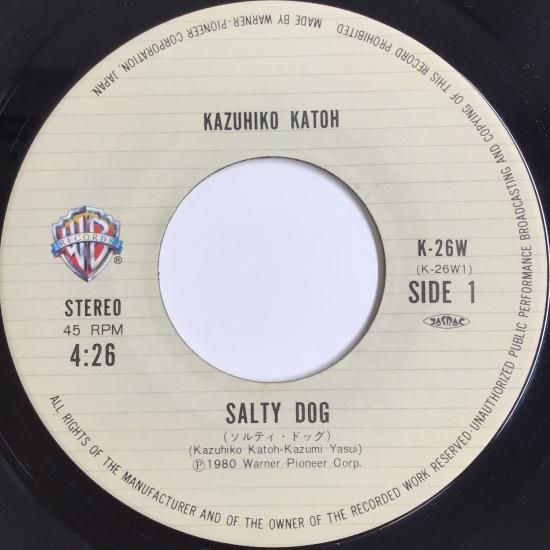 MADE BY WARNER-PIONEER CORPORATION, JAPAN
ALL RIGHTS OF THE MANUFACTURER AND OF THE OWNER OF THE RECORDED WORK RESERVED-UNAUTHORIZED PUBLIC PERFORMANCE BROADCASTING AND COPYING OF THIS RECORD PROHIBITED.
KAZUHIKO KATOH
WB
RECORDS
®
K-26W
(K-26W1)
STEREO
SIDE 1
45 RPM
JASRAC
4:26
SALTY DOG
(ソルティ・ドッグ)
(Kazuhiko Katoh-Kazumi Yasui)
Ⓟ1980 Warner Pioneer Corp.